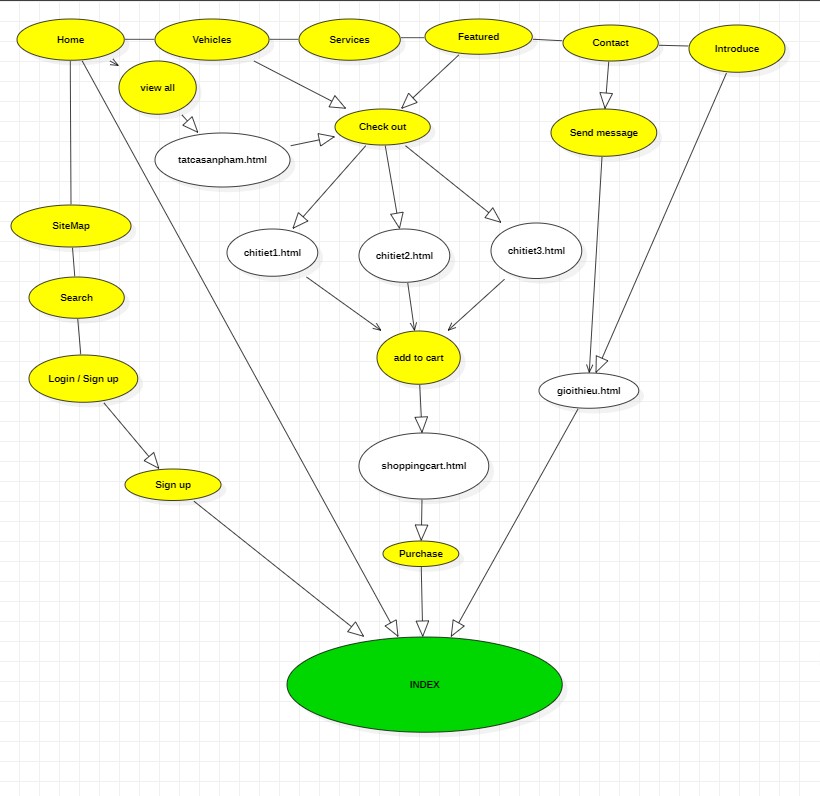 Home
Vehicles
Services
Featured
Contact
Introduce
view all
Check out
Send message
tatcasanpham.html
SiteMap
chitiet1.html
chitiet2.html
chitiet3.html
Search
add to cart
Login / Sign up
gioithieu.html
shoppingcart.html
Sign up
Purchase
INDEX